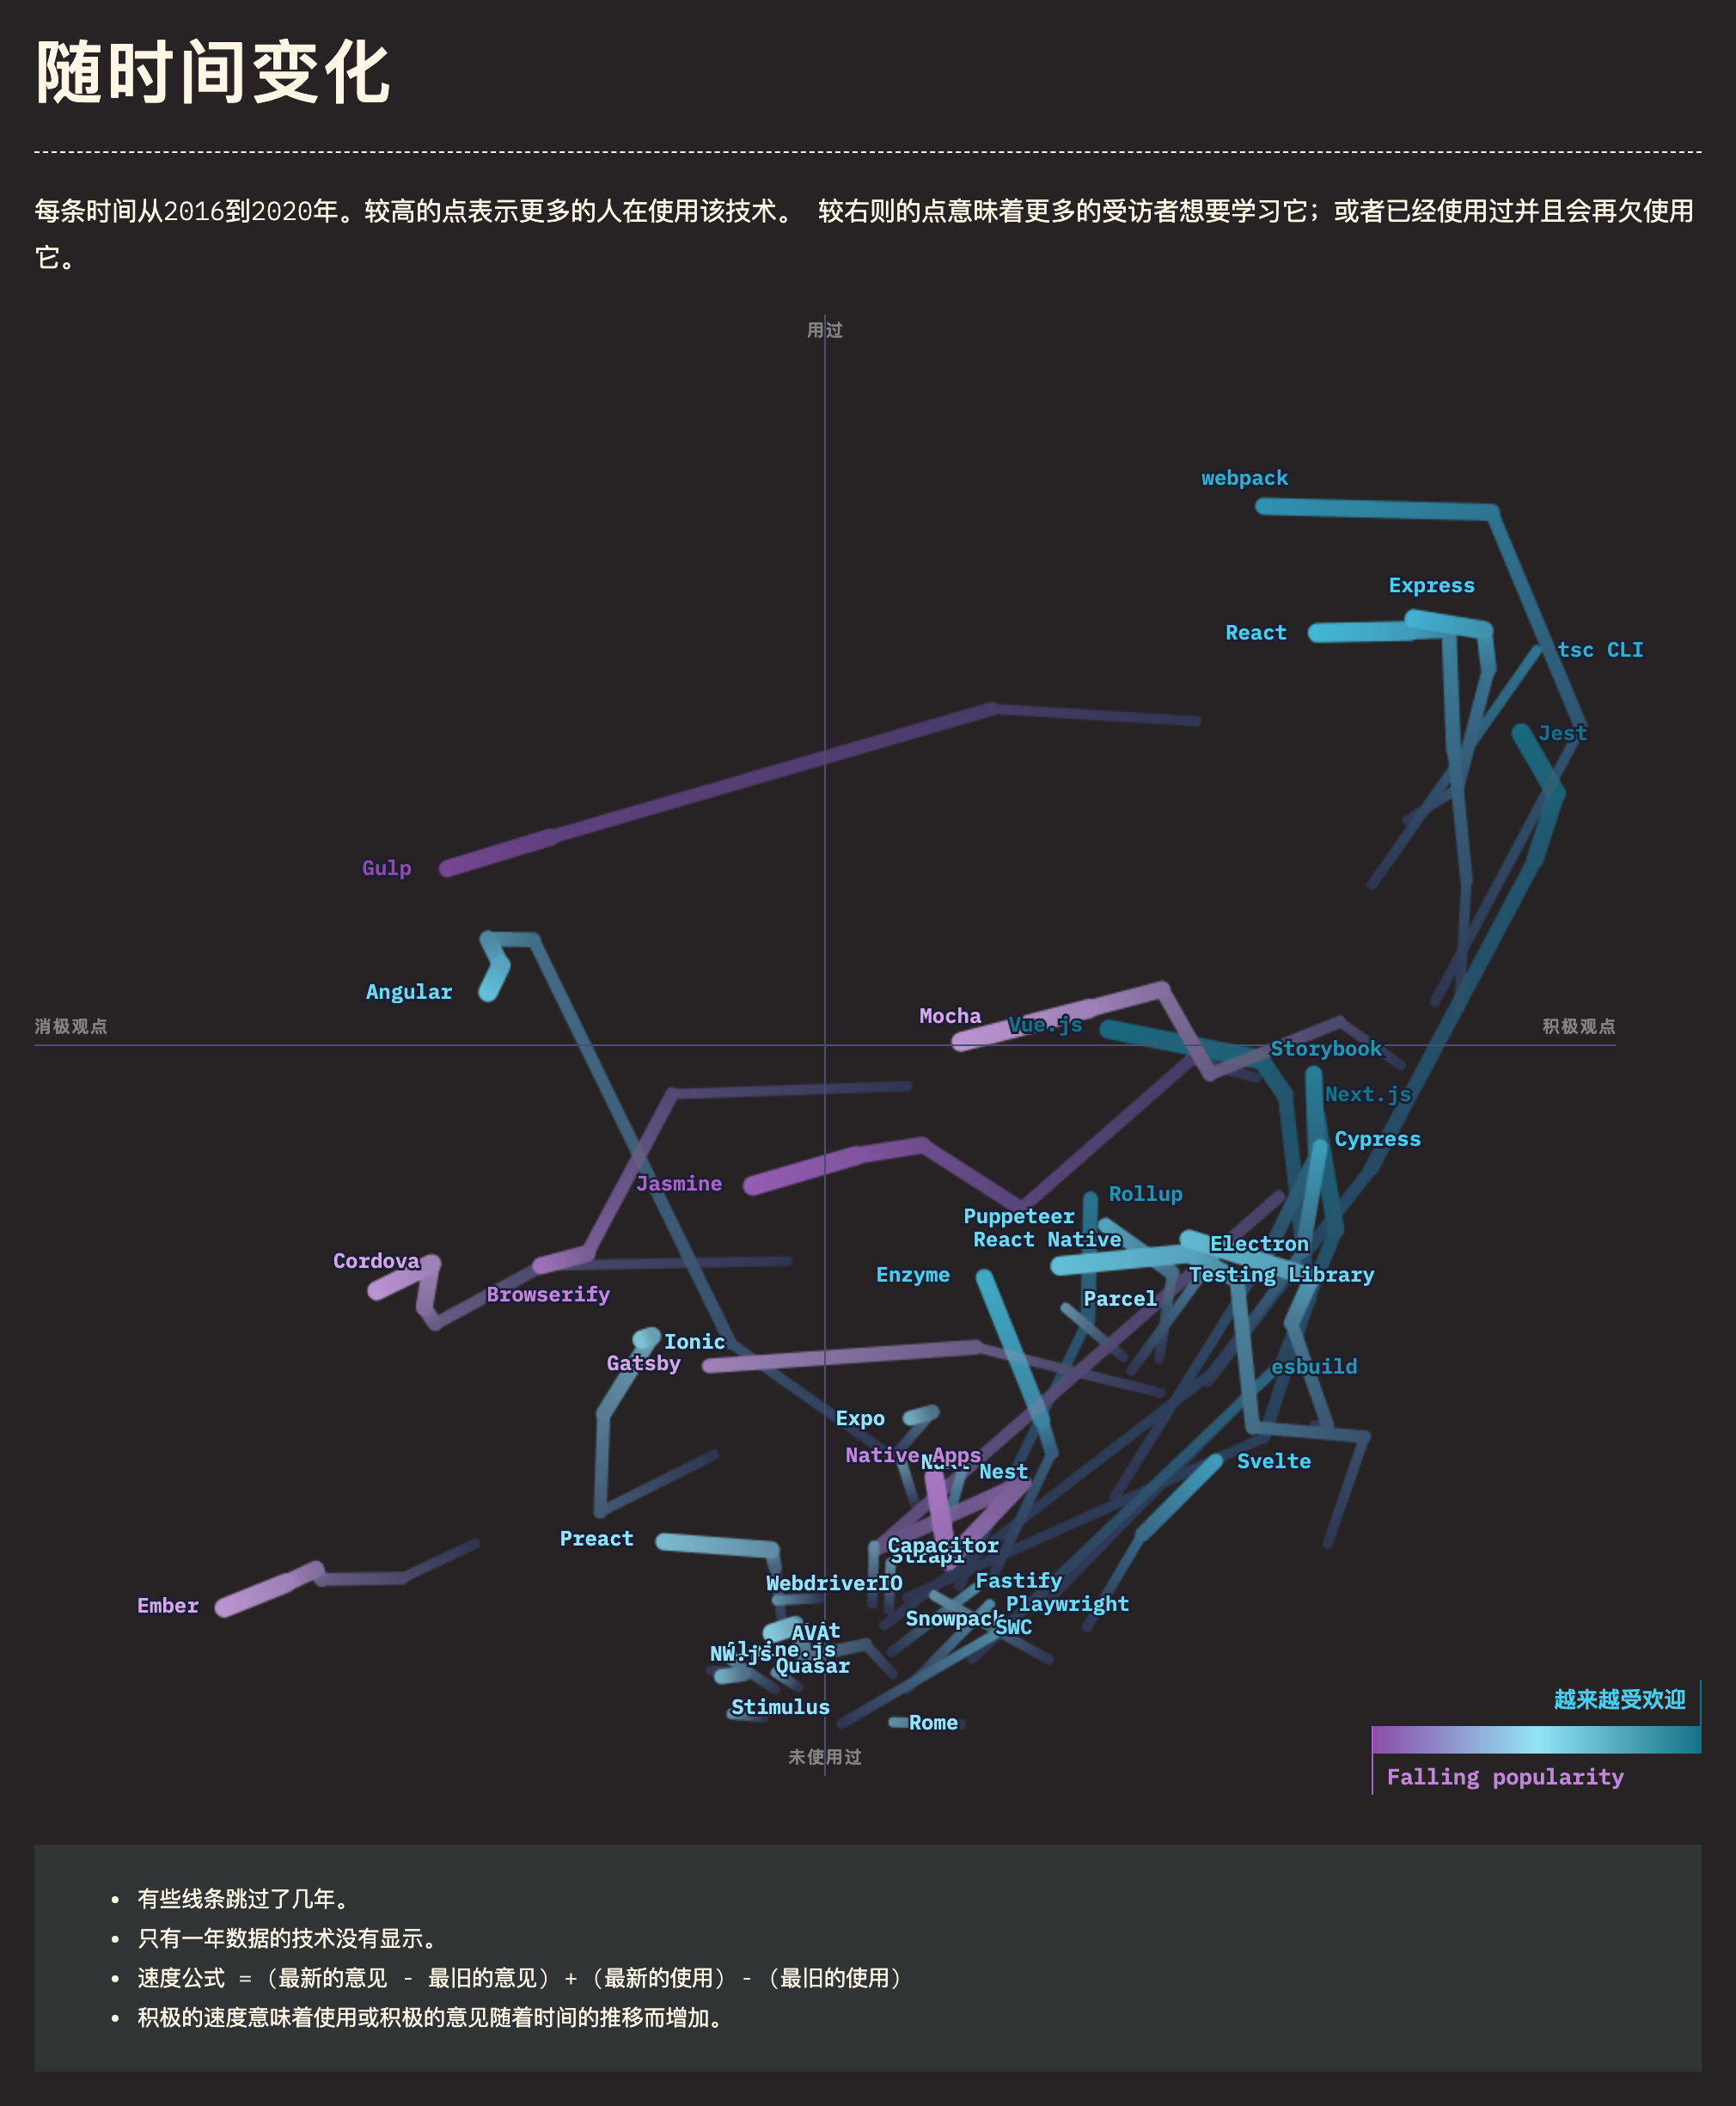 随时间变化
每条时间从2016到2020年。较高的点表示更多的人在使用该技术。 较右则的点意昧着更多的受访者想要学习它；或者已经使用过并且会再欠使用
它。
用过
webpack
Express
React
tsc CLI
Jest
Gulp
Angular
Mocha
Vue.js
消极观点
积极观点
Storybook
Next.js
Cypress
Jasmine
Rollup
Puppeteer
React Native
Electron
Cordova
Enzyme
Testing Library
Browserify
Parcel
Ionic
Gatsby
esbuild
Expo
Native Apps
Svelte
Nest
Preact
Capacitor
Strapi
WebdriverIO
Fastify
Ember
Playwright
Snowpack
SWC
AVA
NW.js
Quasar
Stimulus
Rome
未使用过
越来越受欢迎
Falling popularity
有些线条跳过了几年。
只有一年数据的技术没有显示。
速度公式 = (最新的意见 - 最旧的意见) + (最新的使用) - (最旧的使用)
积极的速度意味着使用或积极的意见随着时间的推移而增加。